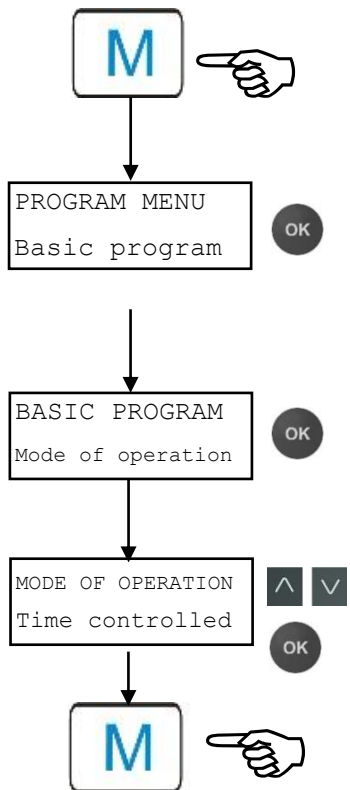 M
PROGRAM MENU
Basic program
OK
BASIC PROGRAM
Mode of operation
OK
MODE OF OPERATION
Time controlled
OK
M